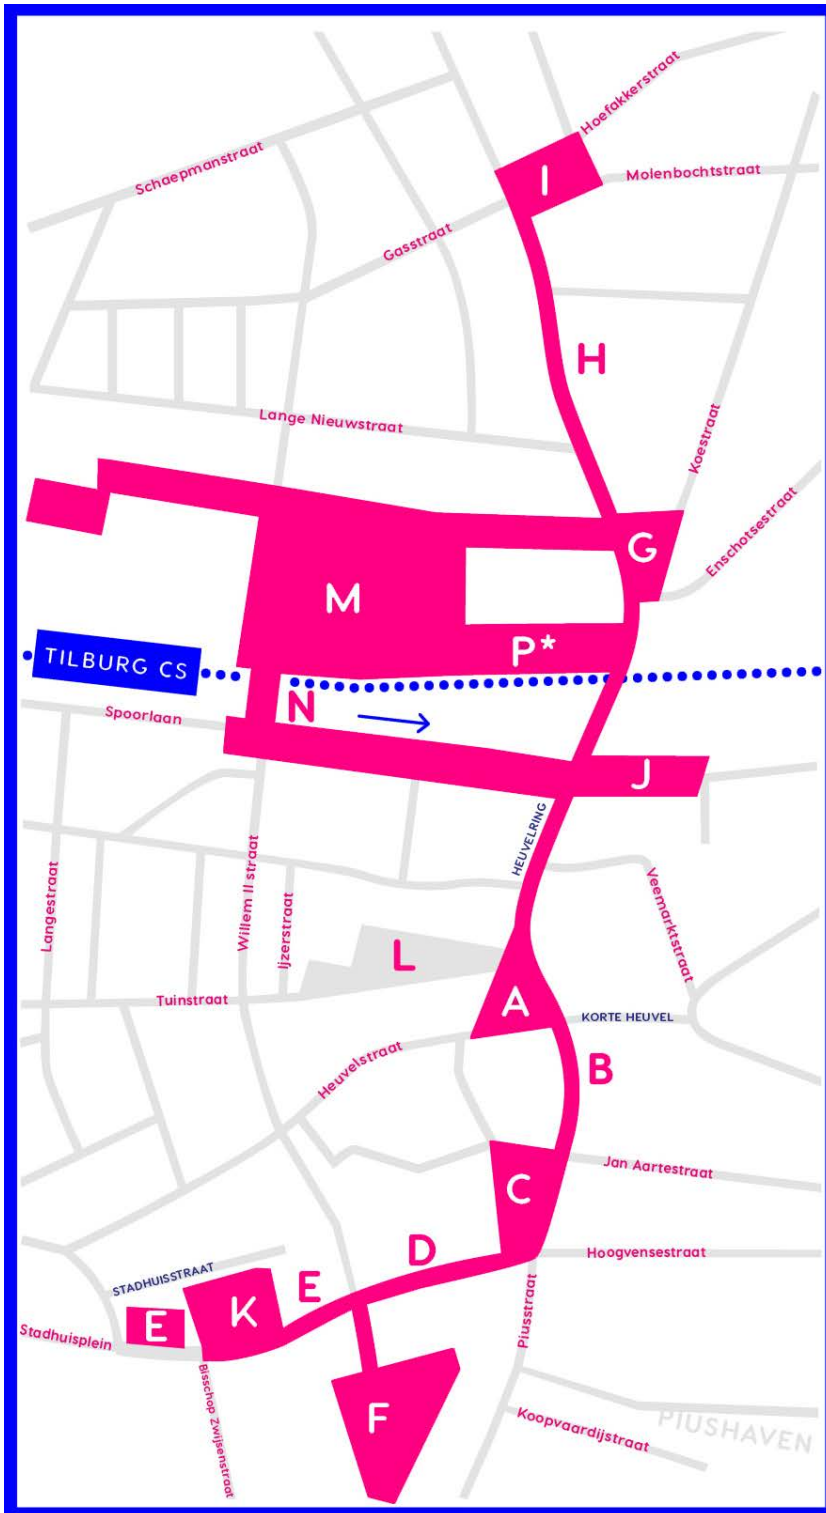 Hoefakkerstraat
Schaepmanstraat
I
Molenbochtstraat
Gasstraat
H
Lange Nieuwstraat
Koestraat
Enschotsestraat
G
M
P*
TILBURG CS
N
Spoorlaan
J
HEUVELRING
Langestraat
Willem II straat
Ijzerstraat
Veemarktstraat
L
Tuinstraat
A
KORTE HEUVEL
Heuvelstraat
B
Jan Aartestraat
C
D
Hoogvensestraat
STADHUISSTRAAT
E
K
E
Stadhuisplein
Piusstraat
Bisschop Zwijsenstraat
F
Koopvaardijstraat
PIUSHAVEN